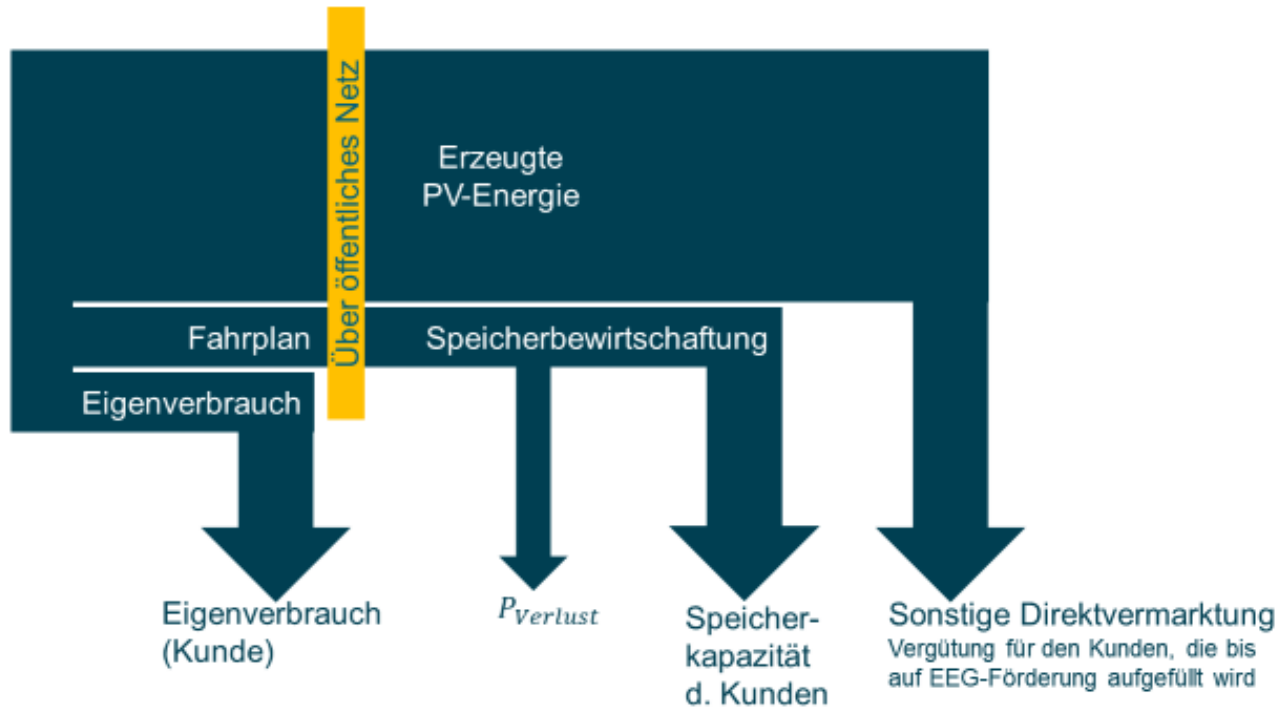 Über öffentliches Netz
Erzeugte
PV-Energie
Fahrplan
Speicherbewirtschaftung
Eigenverbrauch
Eigenverbrauch
(Kunde)
P_Verlust
Speicher-
kapazität
d. Kunden
Sonstige Direktvermarktung
Vergütung für den Kunden, die bis
auf EEG-Förderung aufgefüllt wird